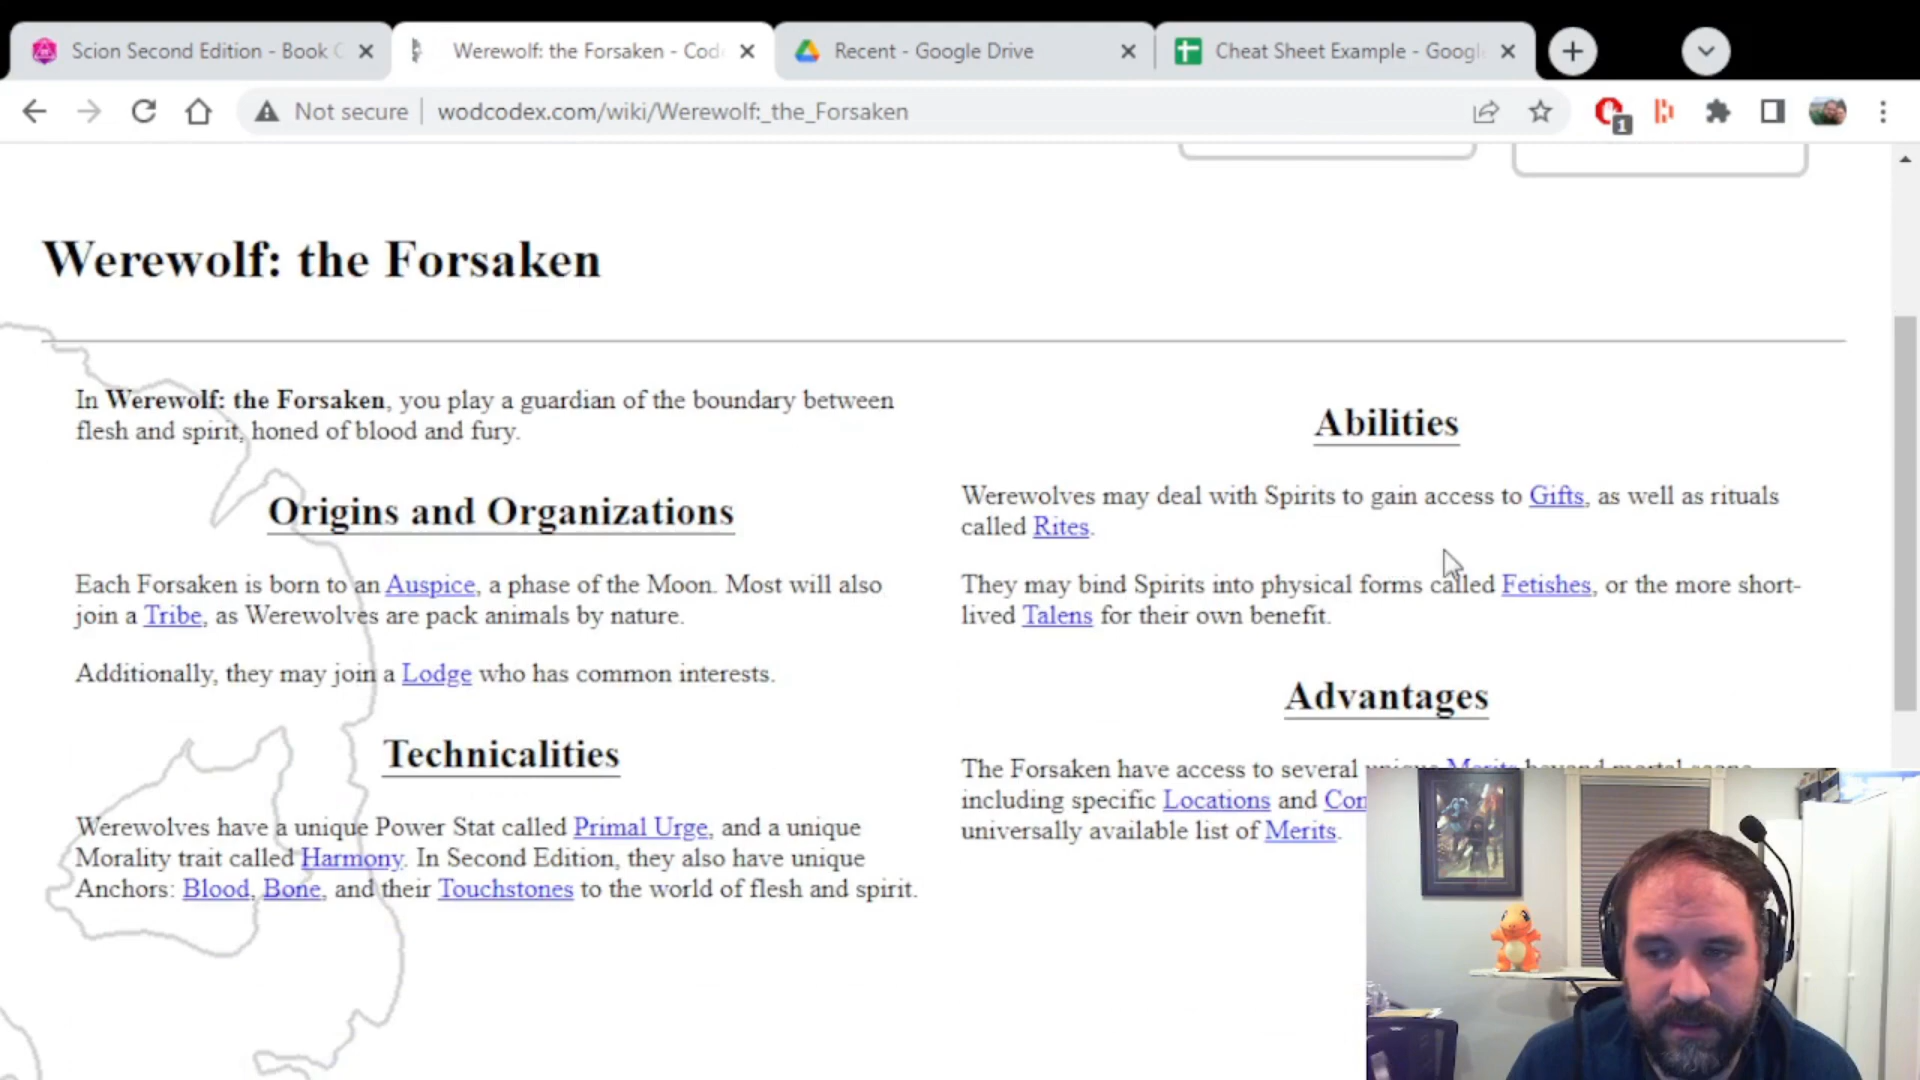 Scion Second Edition - Book
Werewolf: the Forsaken - Cod
Recent - Google Drive
Cheat Sheet Example - Googl
Not secure
wodcodex.com/wiki/Werewolf:_the_Forsaken
1
Werewolf: the Forsaken
In Werewolf: the Forsaken, you play a guardian of the boundary between
flesh and spirit, honed of blood and fury.
Origins and Organizations
Each Forsaken is born to an Auspice, a phase of the Moon. Most will also
join a Tribe, as Werewolves are pack animals by nature.
Additionally, they may join a Lodge who has common interests.
Technicalities
Werewolves have a unique Power Stat called Primal Urge, and a unique
Morality trait called Harmony. In Second Edition, they also have unique
Anchors: Blood, Bone, and their Touchstones to the world of flesh and spirit.
Abilities
Werewolves may deal with Spirits to gain access to Gifts, as well as rituals
called Rites.
They may bind Spirits into physical forms called Fetishes, or the more short-
lived Talens for their own benefit.
Advantages
The Forsaken have access to several unique Merits beyond mortal scope
including specific Locations and Con
universally available list of Merits.